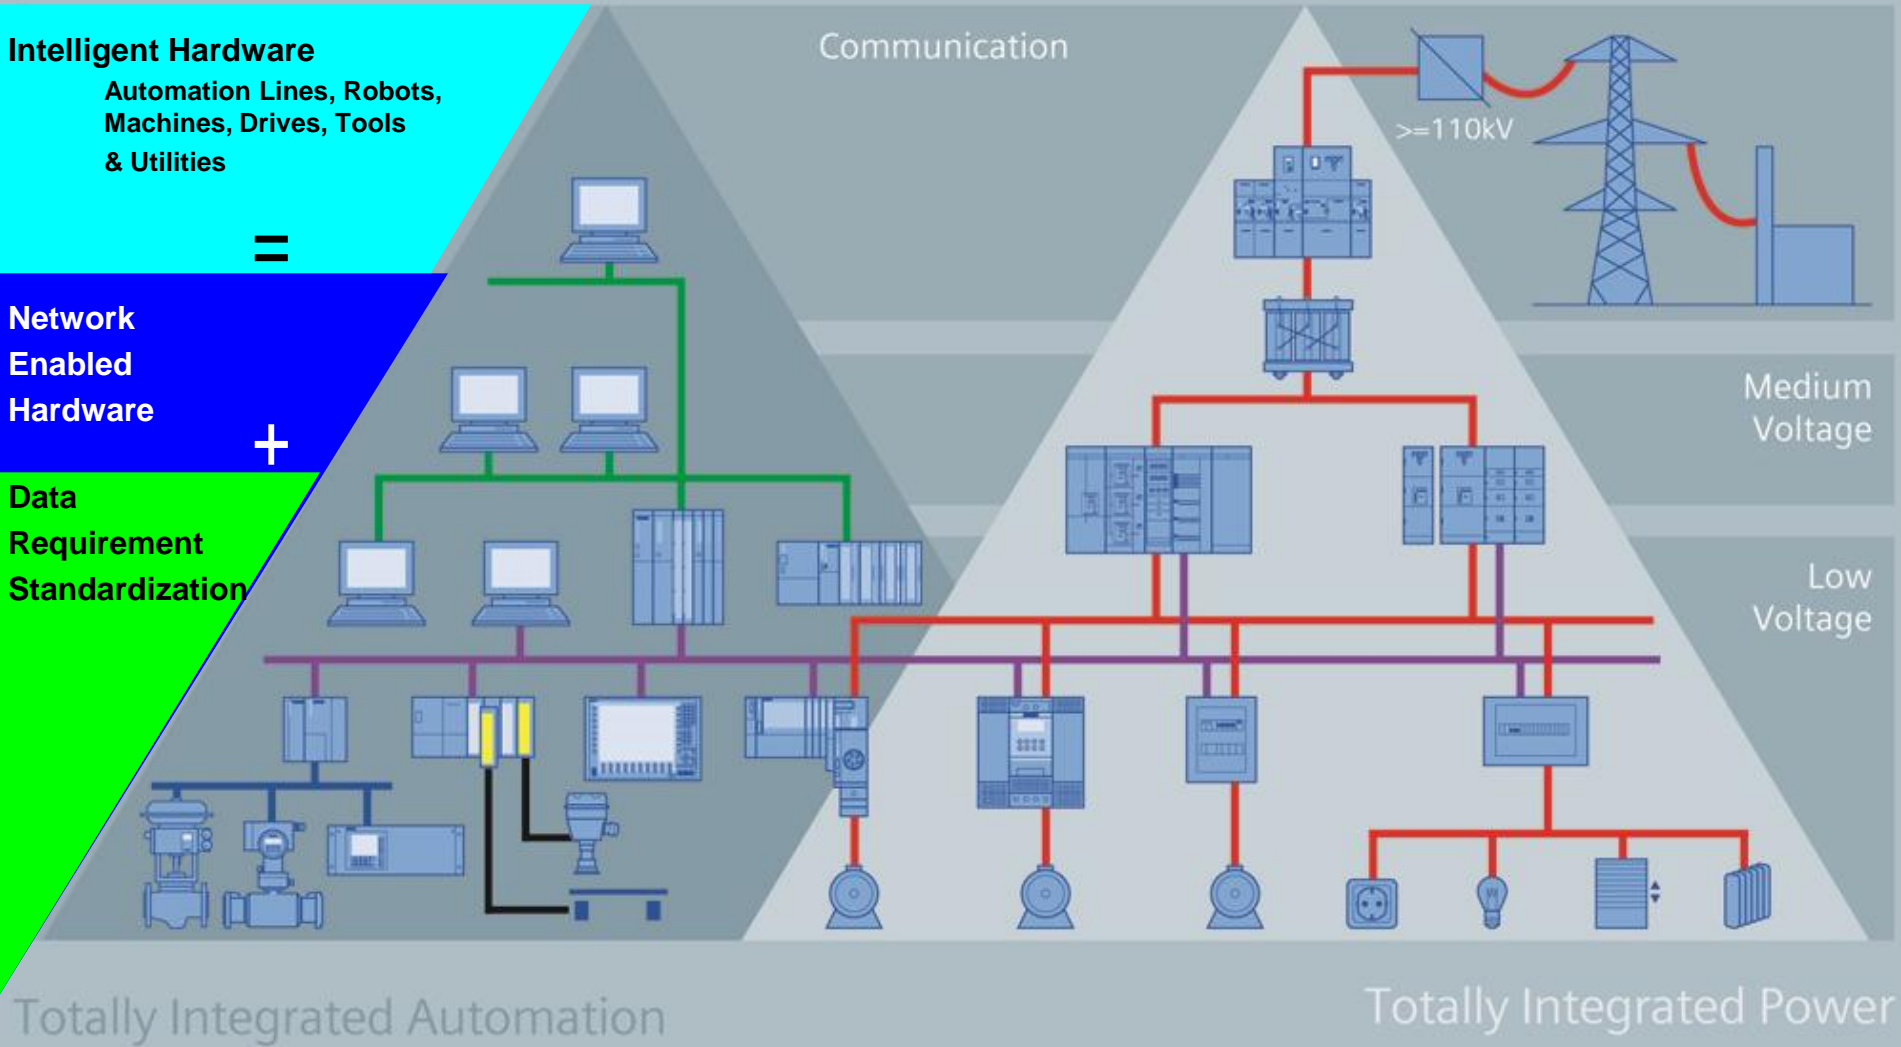 Intelligent Hardware
Automation Lines, Robots,
Machines, Drives, Tools
& Utilities
=
Network
Enabled
Hardware
+
Data
Requirement
Standardization
Communication
>=110kV
Medium
Voltage
Low
Voltage
Totally Integrated Automation
Totally Integrated Power